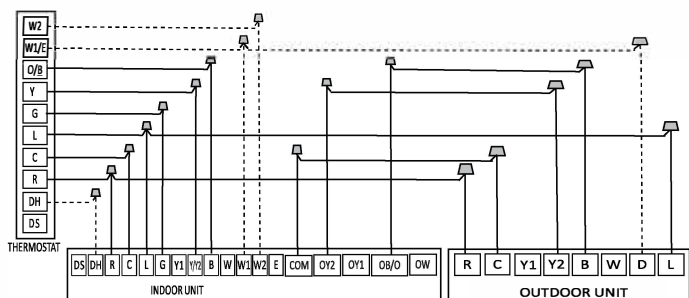 W2
W1/E
O/B
Y
G
L
C
R
DH
DS
THERMOSTAT
DS DH R C L G Y1 Y/Y2 B W W1 W2 E COM OY2 OY1 OB/O OW
INDOOR UNIT
R C Y1 Y2 B W D L
OUTDOOR UNIT